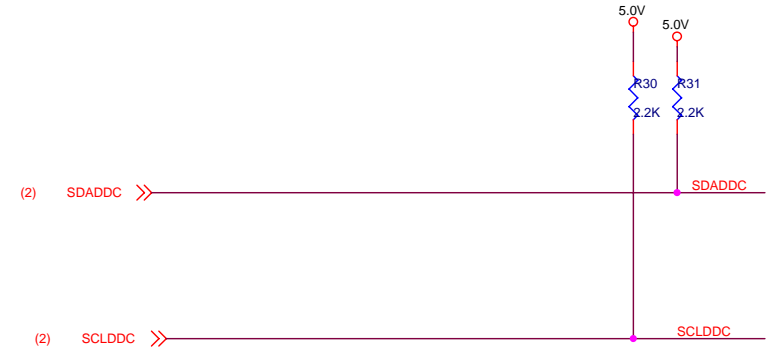 5.0V
5.0V
R30
R31
2.2K
2.2K
(2) SDADDC
SDADDC
(2) SCLDDC
SCLDDC